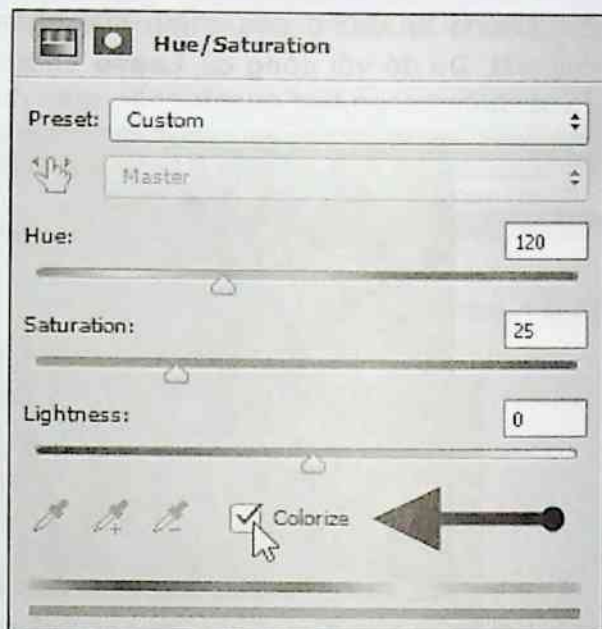 Hue/Saturation
Preset: Custom
Master
Hue: 120
Saturation: 25
Lightness: 0
Colorize